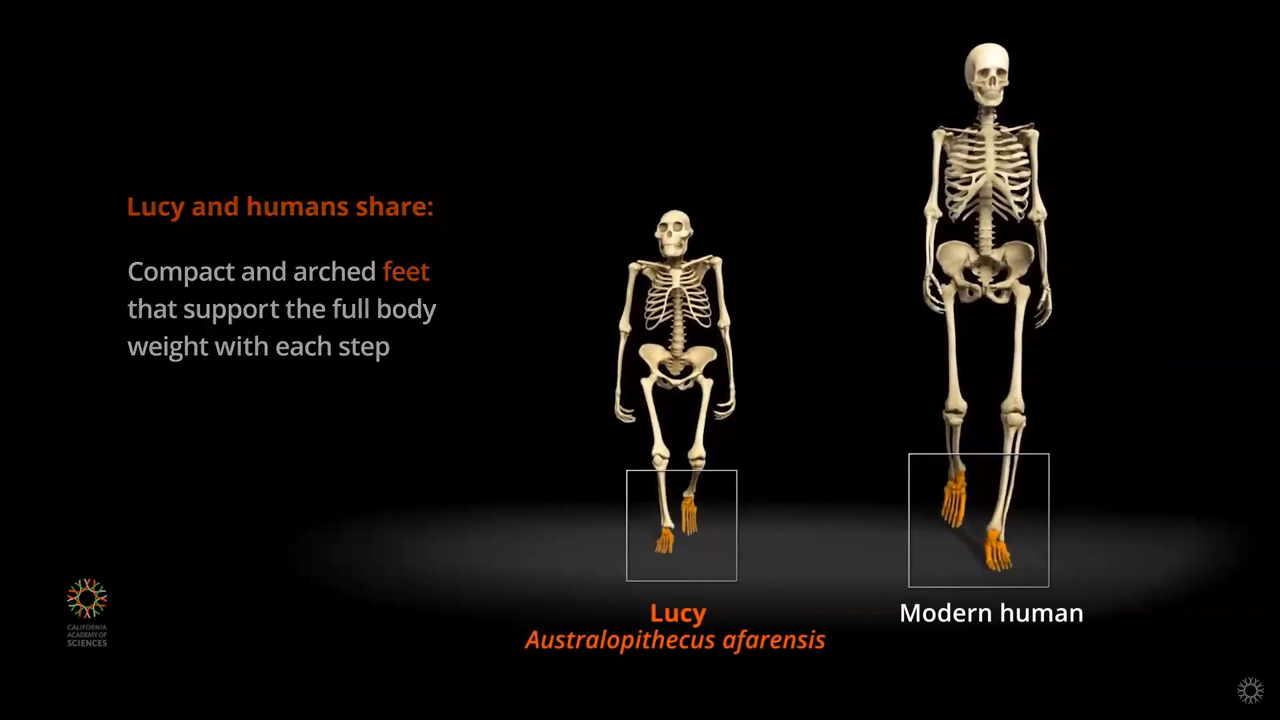 Lucy and humans share:
Compact and arched feet
that support the full body
weight with each step
Lucy
Australopithecus afarensis
Modern human
CALIFORNIA
ACADEMY OF
SCIENCES